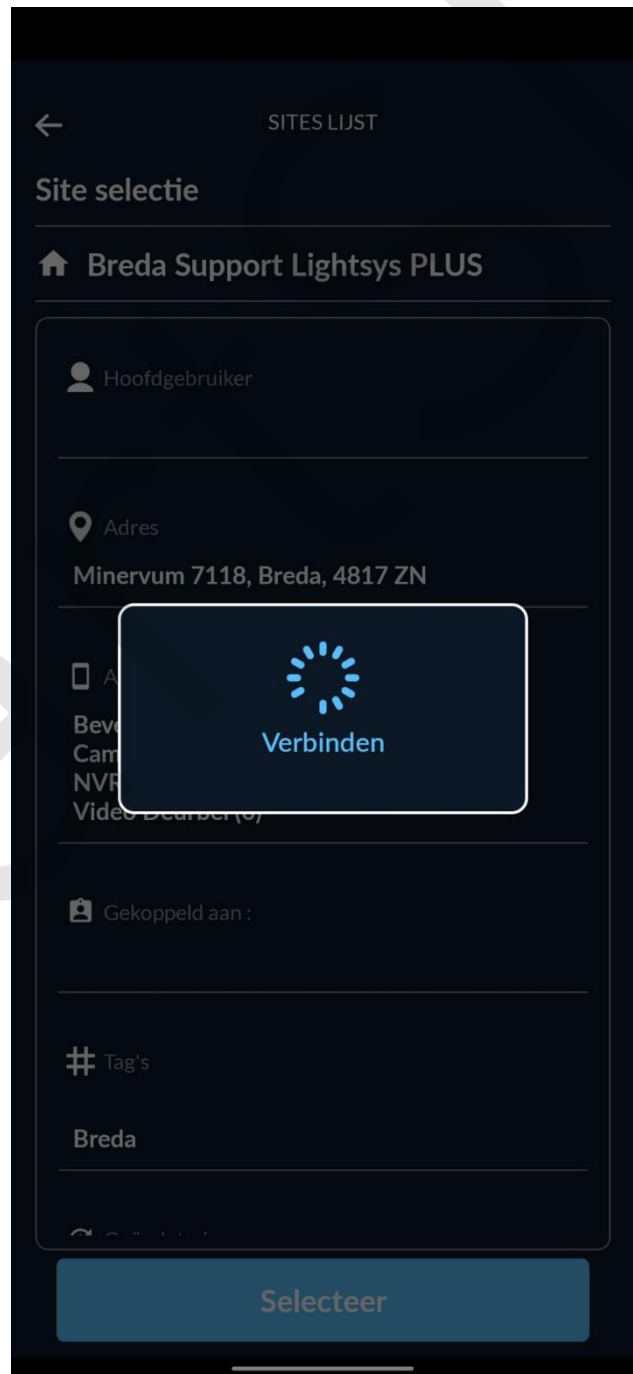 SITES LIJST
Site selectie
Breda Support Lightsys PLUS
Hoofdgebruiker
Adres
Minervum 7118, Breda, 4817 ZN
Verbinden
Gekoppeld aan :
Tag's
Breda
Selecteer